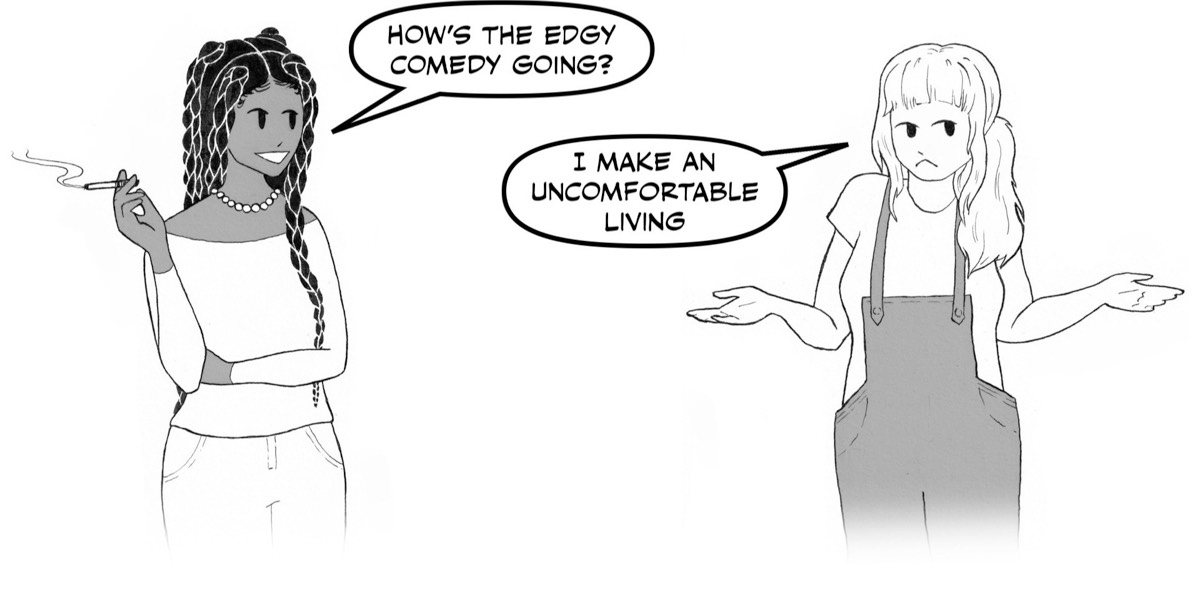 HOW'S THE EDGY
COMEDY GOING?
I MAKE AN
UNCOMFORTABLE
LIVING